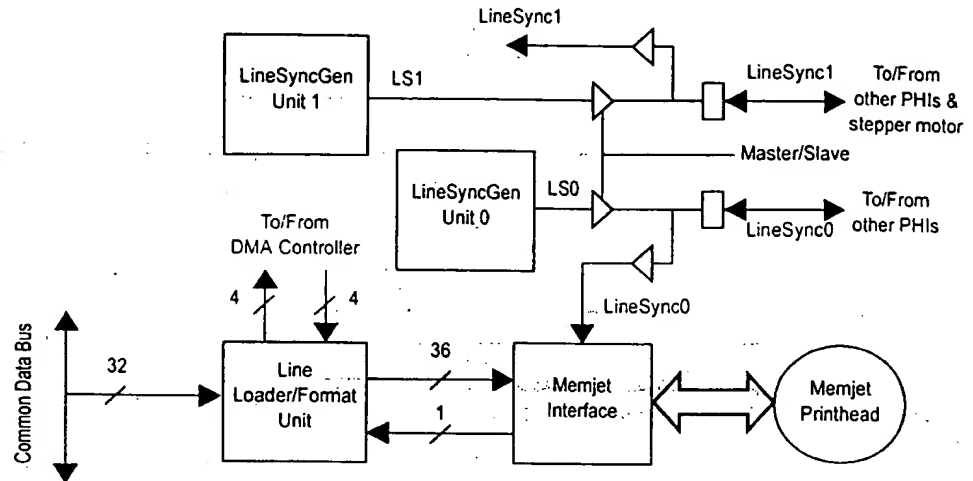 LineSync1
LineSyncGen
Unit 1
LS1
LineSync1
To/From
other PHIs &
stepper motor
Master/Slave
LineSyncGen
Unit 0
LS0
LineSync0
To/From
other PHIs
To/From
DMA Controller
4
4
LineSync0
Common Data Bus
32
Line
Loader/Format
Unit
36
1
Memjet
Interface
Memjet
Printhead